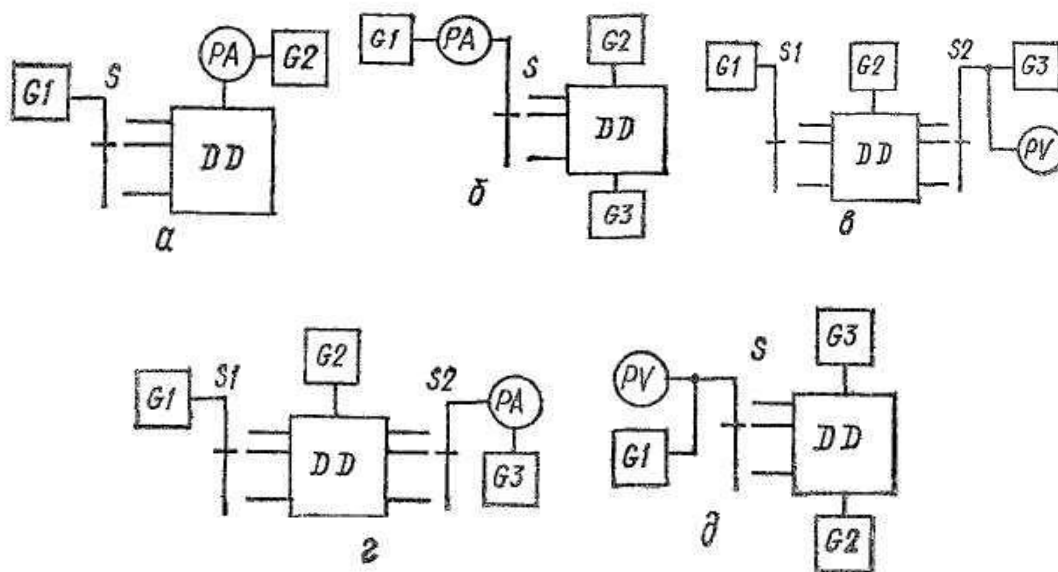 PA G2
G1 S
DD
а
G1 PA G2
S
DD
G3
б
G1 S1 G2 S2 G3
DD PV
в
G2
G1 S1 S2 PA
DD G3
г
G3
PV S
G1 DD
G2
д